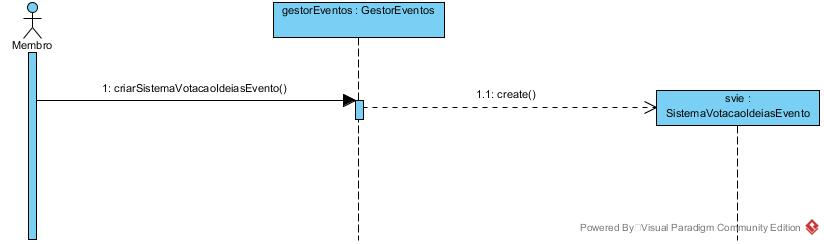 gestorEventos : GestorEventos
Membro
1: criarSistemaVotacaoIdeiasEvento()
1.1: create()
svie :
SistemaVotacaoIdeiasEvento
Powered By Visual Paradigm Community Edition